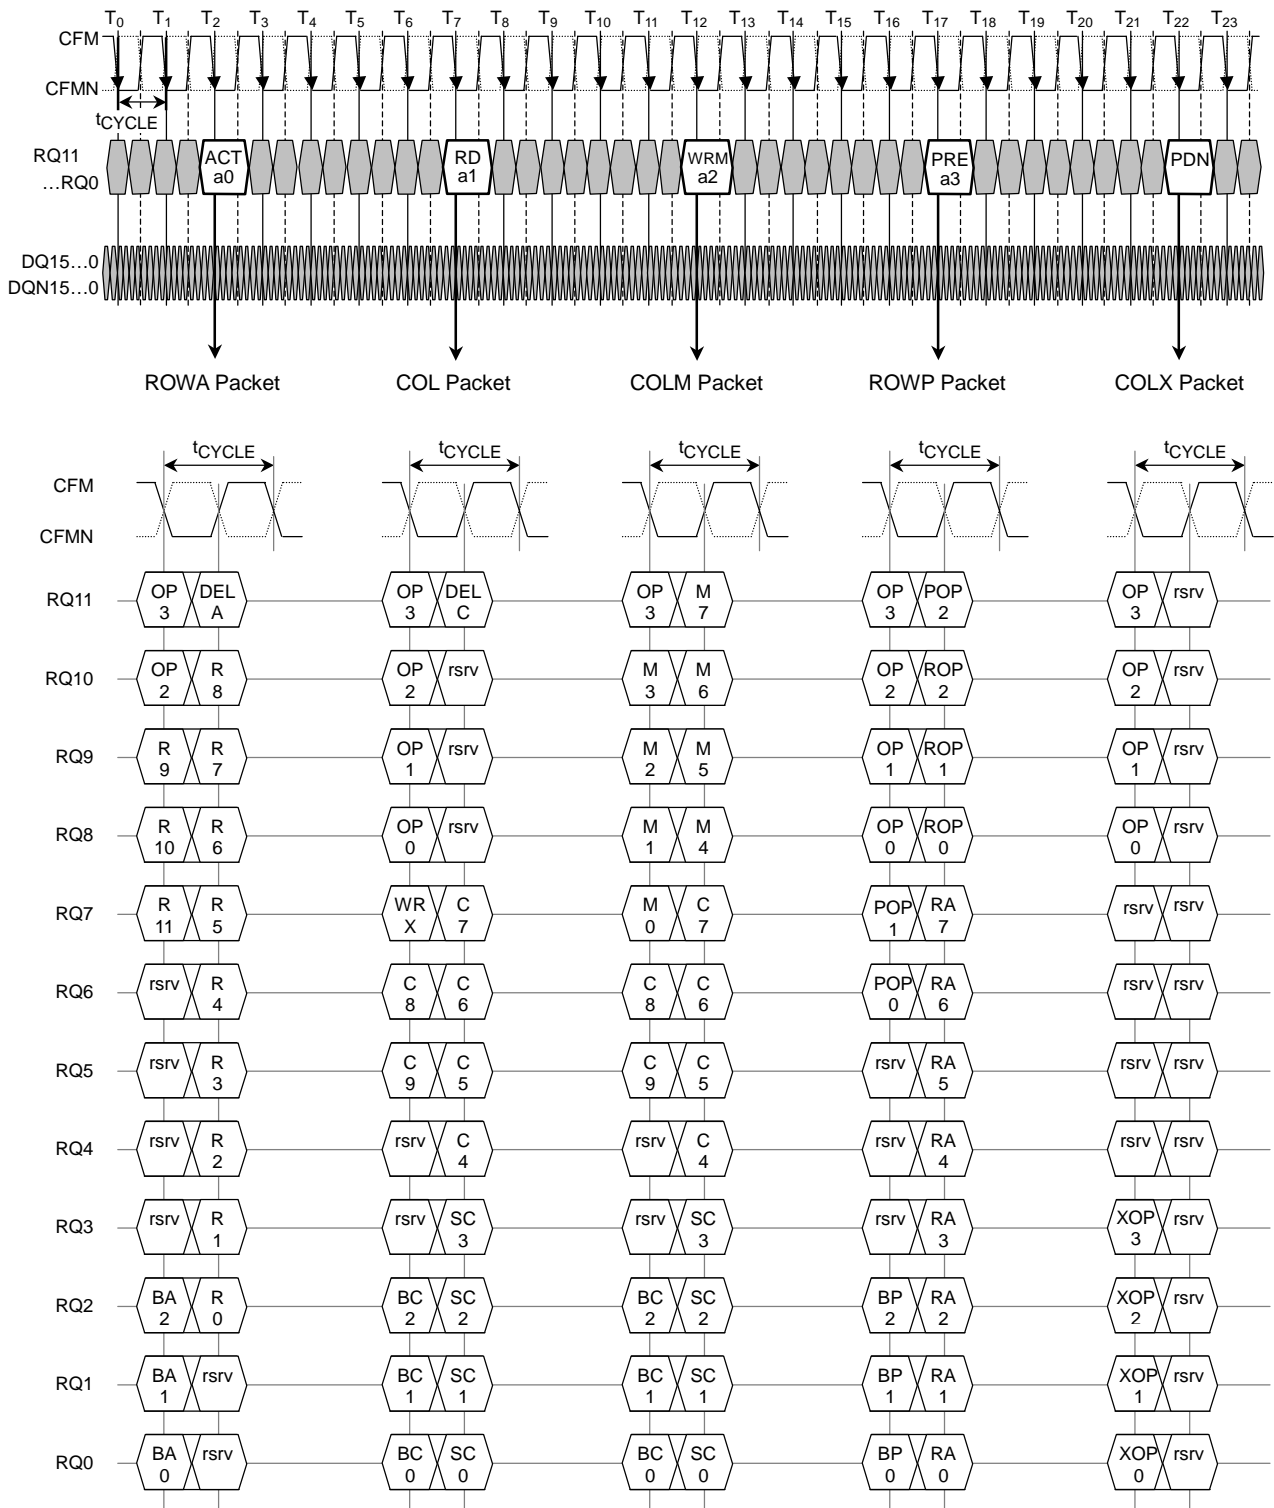 T0 T1 T2 T3 T4 T5 T6 T7 T8 T9 T10 T11 T12 T13 T14 T15 T16 T17 T18 T19 T20 T21 T22 T23
CFM
CFMN
tCYCLE
RQ11 ACT RD WRM PRE PDN
...RQ0 a0 a1 a2 a3
DQ15...0
DQN15...0
ROWA Packet COL Packet COLM Packet ROWP Packet COLX Packet
tCYCLE tCYCLE tCYCLE tCYCLE tCYCLE
CFM
CFMN
RQ11 OP 3 DEL A OP 3 DEL C OP 3 M 7 OP 3 POP 2 OP 3 rsrv
RQ10 OP 2 R 8 OP 2 rsrv M 3 M 6 OP 2 ROP 2 OP 2 rsrv
RQ9 R 9 R 7 OP 1 rsrv M 2 M 5 OP 1 ROP 1 OP 1 rsrv
RQ8 R 10 R 6 OP 0 rsrv M 1 M 4 OP 0 ROP 0 OP 0 rsrv
RQ7 R 11 R 5 WR X C 7 M 0 C 7 POP 1 RA 7 rsrv rsrv
RQ6 rsrv R 4 C 8 C 6 C 8 C 6 POP 0 RA 6 rsrv rsrv
RQ5 rsrv R 3 C 9 C 5 C 9 C 5 rsrv RA 5 rsrv rsrv
RQ4 rsrv R 2 rsrv C 4 rsrv C 4 rsrv RA 4 rsrv rsrv
RQ3 rsrv R 1 rsrv SC 3 rsrv SC 3 rsrv RA 3 XOP 3 rsrv
RQ2 BA 2 R 0 BC 2 SC 2 BC 2 SC 2 BP 2 RA 2 XOP 2 rsrv
RQ1 BA 1 rsrv BC 1 SC 1 BC 1 SC 1 BP 1 RA 1 XOP 1 rsrv
RQ0 BA 0 rsrv BC 0 SC 0 BC 0 SC 0 BP 0 RA 0 XOP 0 rsrv